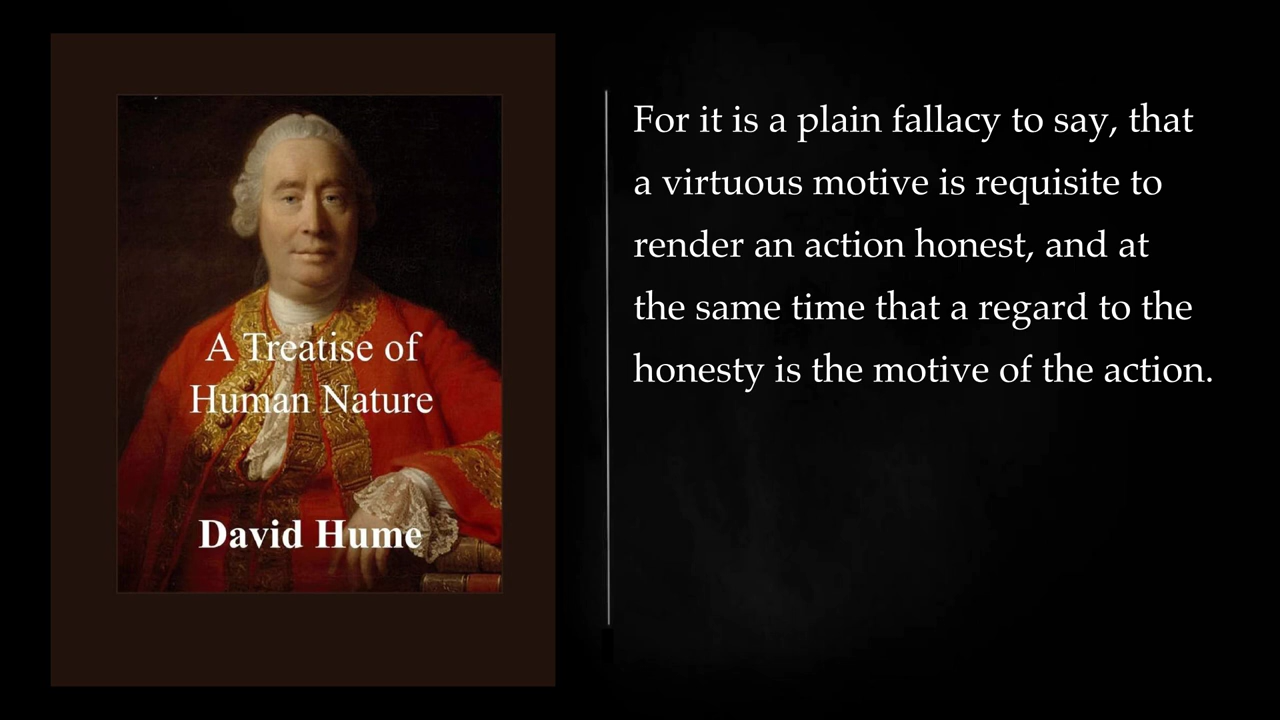 A Treatise of
Human Nature
David Hume
For it is a plain fallacy to say, that
a virtuous motive is requisite to
render an action honest, and at
the same time that a regard to the
honesty is the motive of the action.